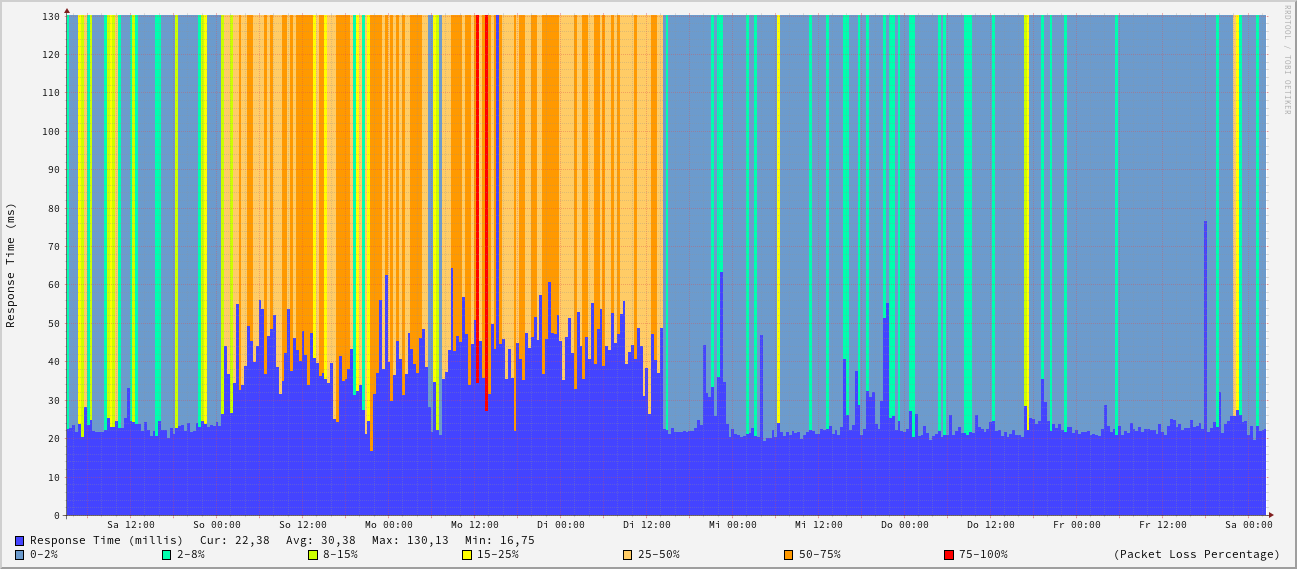 RRDTOOL / TOBI OETIKER
Response Time (ms)
130
120
110
100
90
80
70
60
50
40
30
20
10
0
Sa 12:00 So 00:00 So 12:00 Mo 00:00 Mo 12:00 Di 00:00 Di 12:00 Mi 00:00 Mi 12:00 Do 00:00 Do 12:00 Fr 00:00 Fr 12:00 Sa 00:00
Response Time (millis) Cur: 22,38 Avg: 30,38 Max: 130,13 Min: 16,75
0-2% 2-8% 8-15% 15-25% 25-50% 50-75% 75-100% (Packet Loss Percentage)